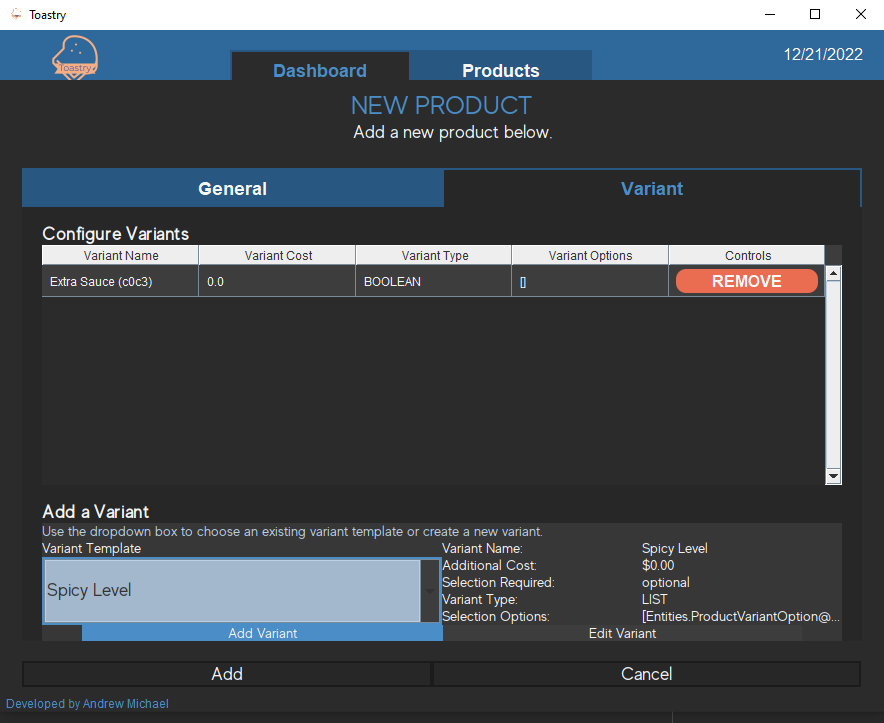 Toastry
12/21/2022
Toastry
Dashboard Products
NEW PRODUCT
Add a new product below.
General Variant
Configure Variants
Variant Name Variant Cost Variant Type Variant Options Controls
Extra Sauce (c0c3) 0.0 BOOLEAN [] REMOVE
Add a Variant
Use the dropdown box to choose an existing variant template or create a new variant.
Variant Template
Spicy Level
Variant Name: Spicy Level
Additional Cost: $0.00
Selection Required: optional
Variant Type: LIST
Selection Options: [Entities.ProductVariantOption@...
Add Variant Edit Variant
Add Cancel
Developed by Andrew Michael